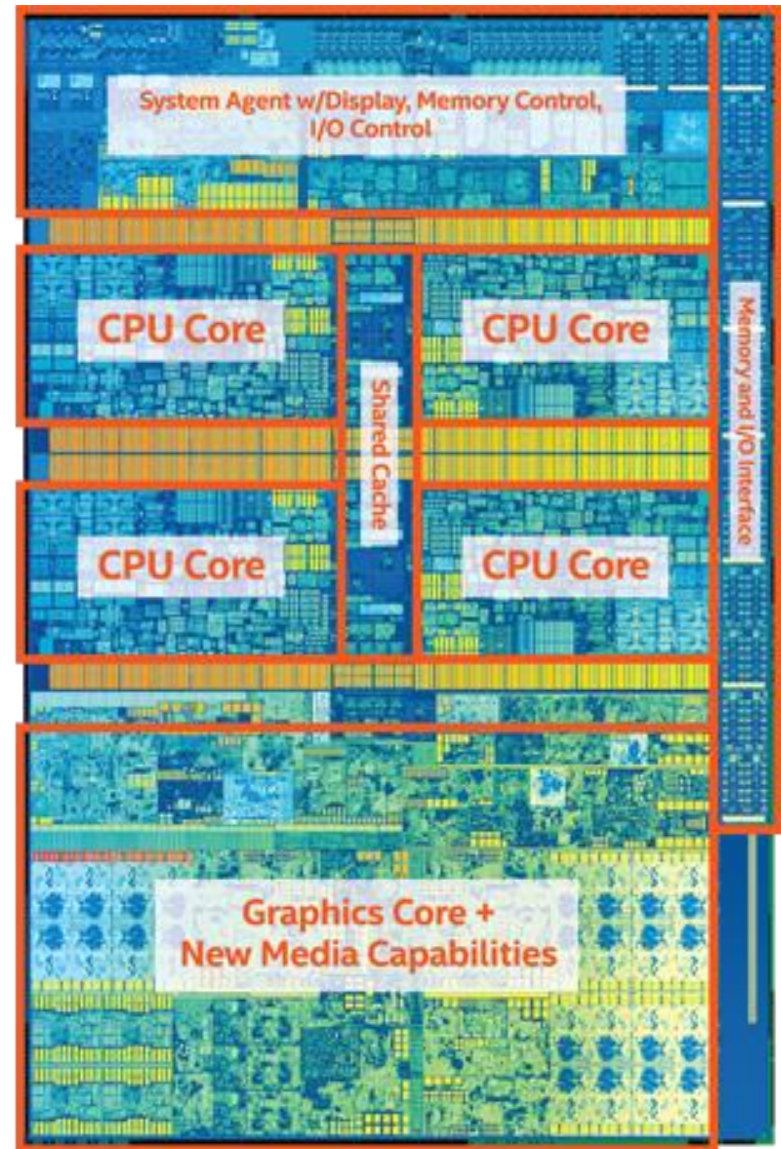 System Agent w/Display, Memory Control,
I/O Control
CPU Core
CPU Core
Shared Cache
Memory and I/O Interface
CPU Core
CPU Core
Graphics Core +
New Media Capabilities